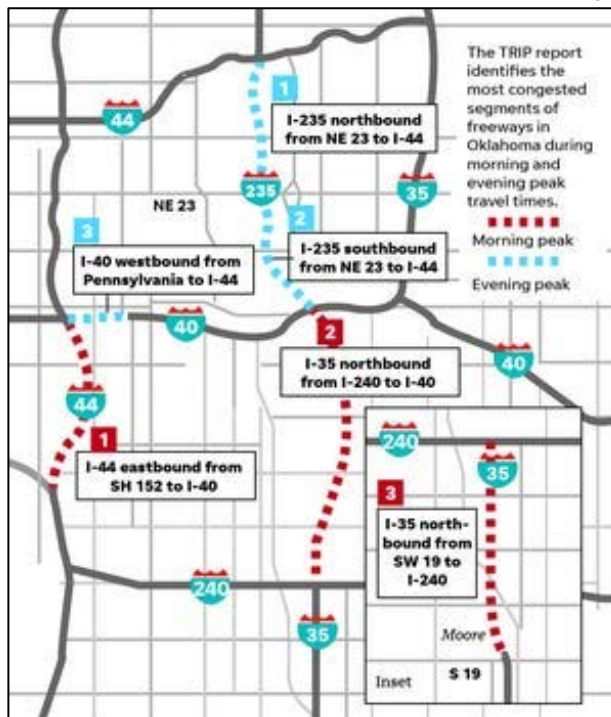 The TRIP report
identifies the
most congested
segments of
freeways in
Oklahoma during
morning and
evening peak
travel times.
Morning peak
Evening peak
44
1
I-235 northbound
from NE 23 to I-44
235
35
NE 23
2
I-235 southbound
from NE 23 to I-44
3
I-40 westbound from
Pennsylvania to I-44
40
2
I-35 northbound
from I-240 to I-40
40
44
1
I-44 eastbound from
SH 152 to I-40
240
35
240
35
3
I-35 north-
bound from
SW 19 to
I-240
Moore
S 19
Inset